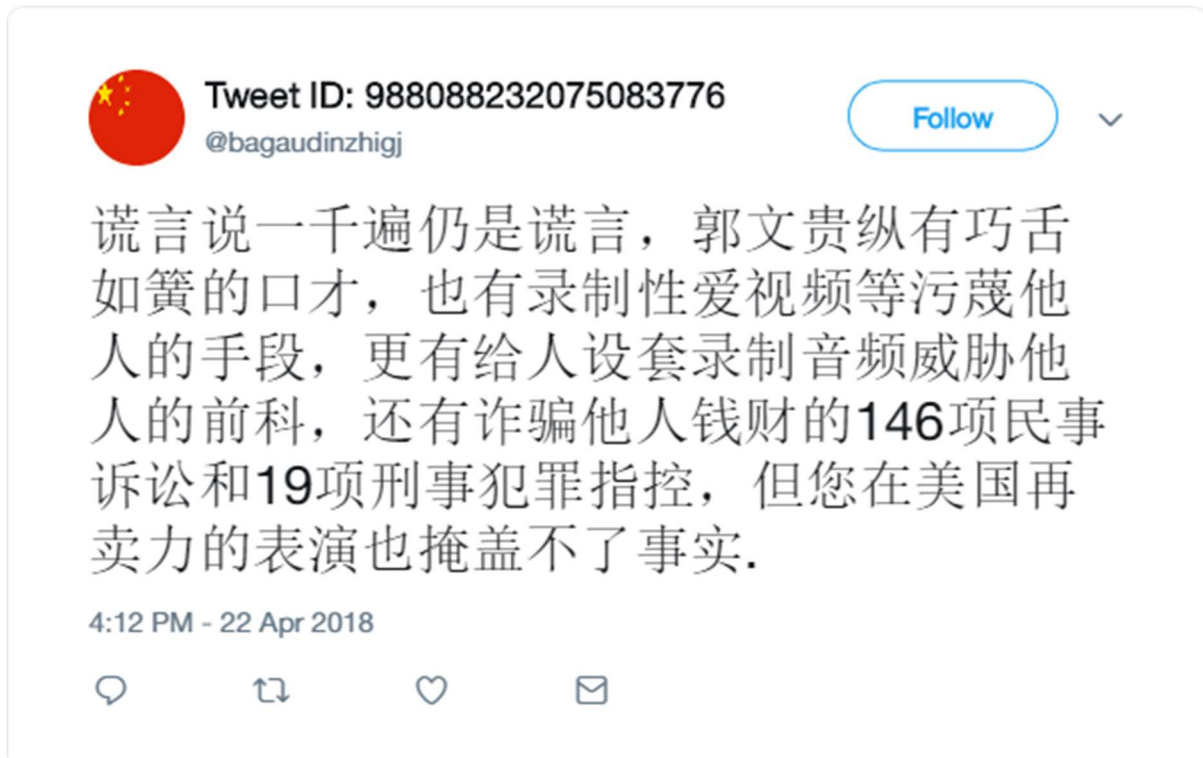 Tweet ID: 988088232075083776
@bagaudinzhigj
Follow
谎言说一千遍仍是谎言，郭文贵纵有巧舌
如簧的口才，也有录制性爱视频等污蔑他
人的手段，更有给人设套录制音频威胁他
人的前科，还有诈骗他人钱财的146项民事
诉讼和19项刑事犯罪指控，但您在美国再
卖力的表演也掩盖不了事实.
4:12 PM - 22 Apr 2018